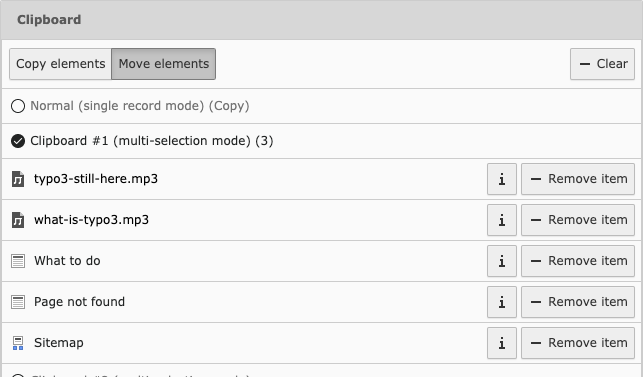 Clipboard
Copy elements Move elements − Clear
Normal (single record mode) (Copy)
Clipboard #1 (multi-selection mode) (3)
typo3-still-here.mp3 i − Remove item
what-is-typo3.mp3 i − Remove item
What to do i − Remove item
Page not found i − Remove item
Sitemap i − Remove item